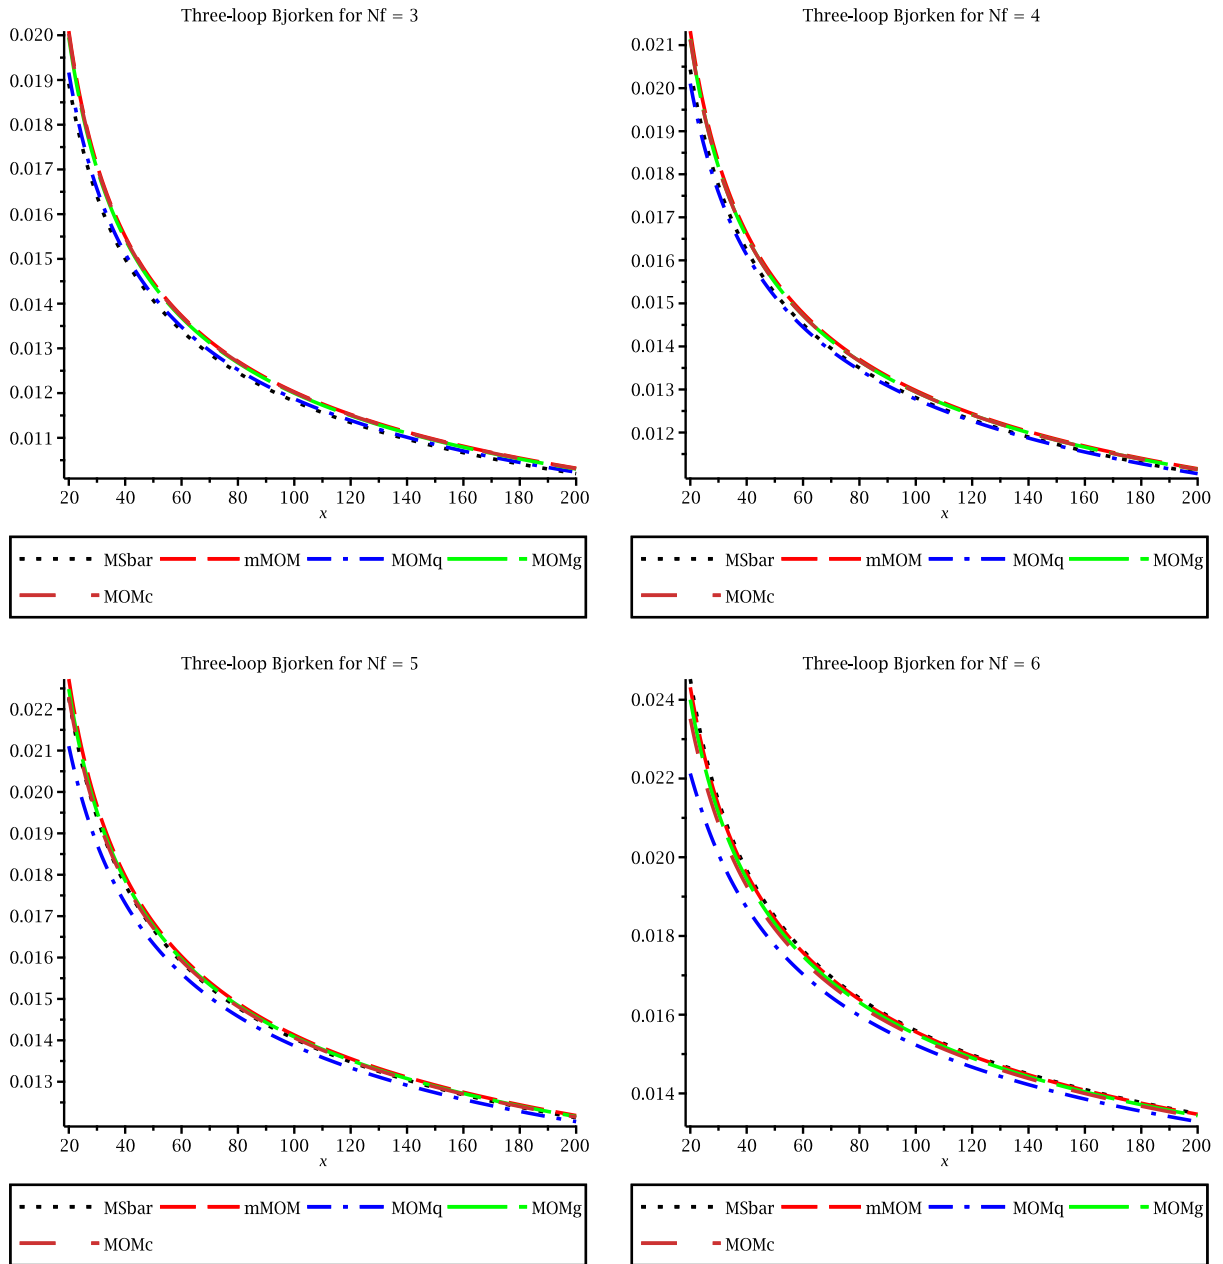 Three-loop Bjorken for Nf = 3
0.020
0.019
0.018
0.017
0.016
0.015
0.014
0.013
0.012
0.011
20 40 60 80 100 120 140 160 180 200
x
MSbar mMOM MOMq MOMg
MOMc
Three-loop Bjorken for Nf = 4
0.021
0.020
0.019
0.018
0.017
0.016
0.015
0.014
0.013
0.012
20 40 60 80 100 120 140 160 180 200
x
MSbar mMOM MOMq MOMg
MOMc
Three-loop Bjorken for Nf = 5
0.022
0.021
0.020
0.019
0.018
0.017
0.016
0.015
0.014
0.013
20 40 60 80 100 120 140 160 180 200
x
MSbar mMOM MOMq MOMg
MOMc
Three-loop Bjorken for Nf = 6
0.024
0.022
0.020
0.018
0.016
0.014
20 40 60 80 100 120 140 160 180 200
x
MSbar mMOM MOMq MOMg
MOMc